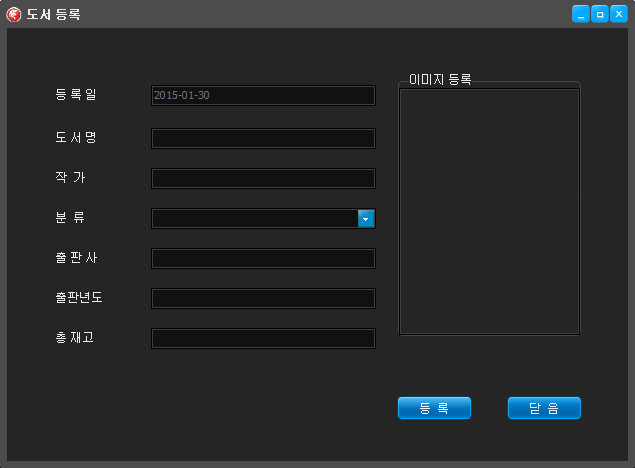 도서 등록
등 록 일
2015-01-30
이미지 등록
도 서 명
작 가
분 류
출 판 사
출판년도
총 재고
등 록
닫 음